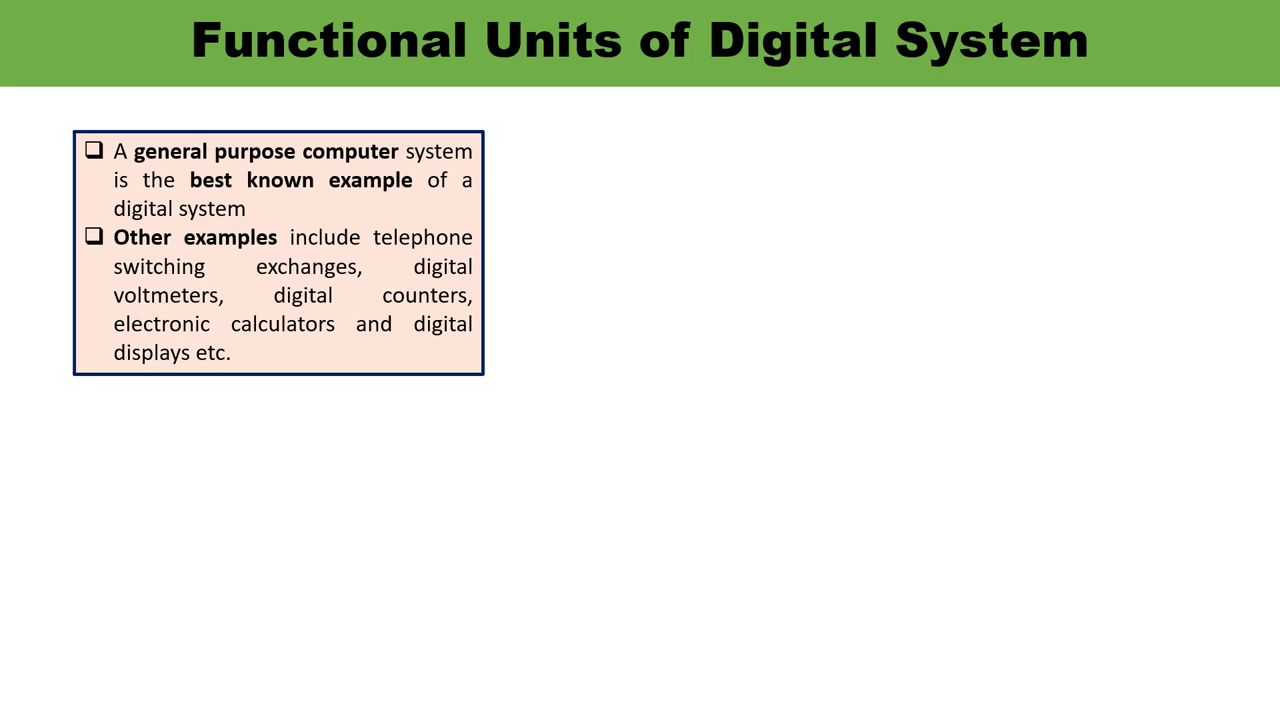 Functional Units of Digital System
❑ A general purpose computer system
is the best known example of a
digital system
❑ Other examples include telephone
switching exchanges, digital
voltmeters, digital counters,
electronic calculators and digital
displays etc.